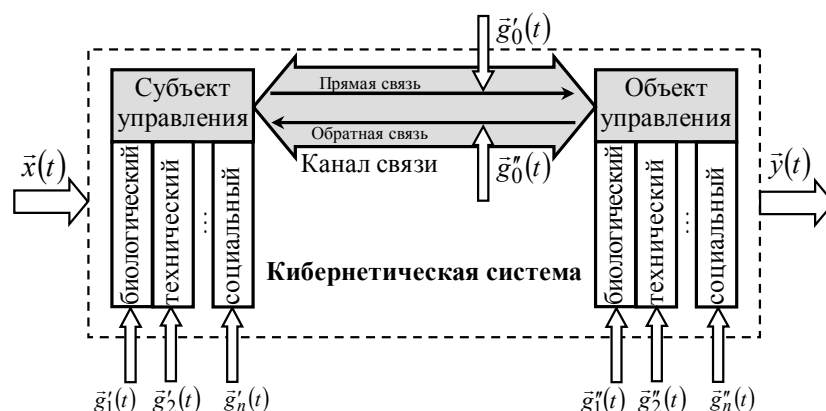 g⃗₀′(t)
Субъект
управления
Прямая связь
Объект
управления
Обратная связь
Канал связи
g⃗₀″(t)
x⃗(t)
y⃗(t)
биологический
технический
...
социальный
Кибернетическая система
биологический
технический
...
социальный
g⃗₁′(t) g⃗₂′(t) g⃗ₙ′(t)
g⃗₁″(t) g⃗₂″(t) g⃗ₙ″(t)